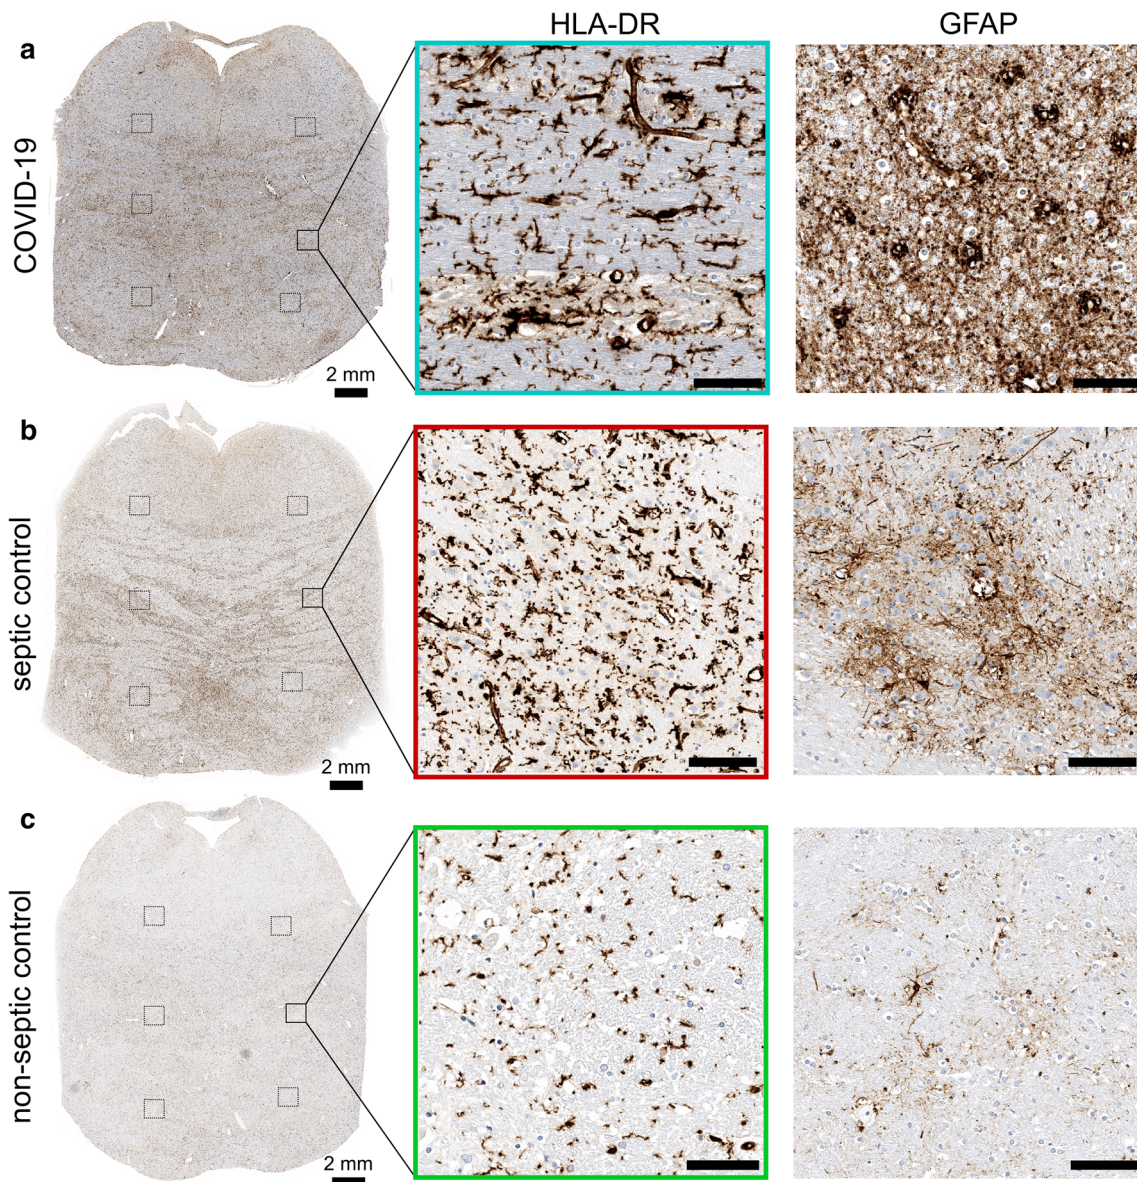 HLA-DR
GFAP
a
COVID-19
2 mm
b
septic control
2 mm
c
non-septic control
2 mm